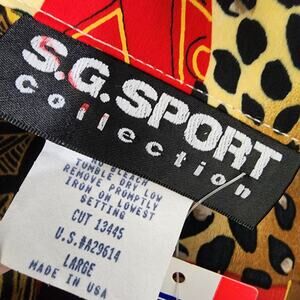 S.G.SPORT
collection
NO BLEACH
TUMBLE DRY LOW
REMOVE PROMPTLY
IRON ON LOWEST
SETTING
CUT 13445
U.S.#A29614
LARGE
MADE IN USA